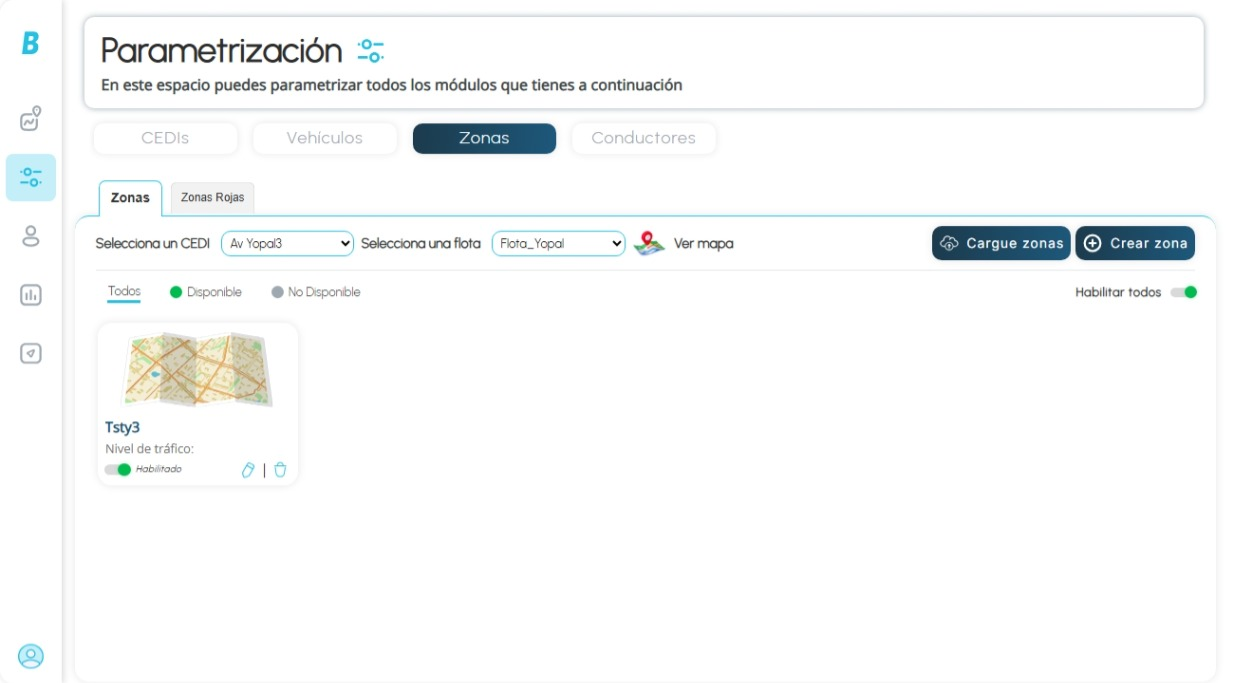 B
Parametrización
En este espacio puedes parametrizar todos los módulos que tienes a continuación
CEDIs Vehículos Zonas Conductores
Zonas Zonas Rojas
Selecciona un CEDI Av Yopal3 Selecciona una flota Flota_Yopal Ver mapa Cargue zonas Crear zona
Todos Disponible No Disponible Habilitar todos
Tsty3
Nivel de tráfico:
Habilitado |